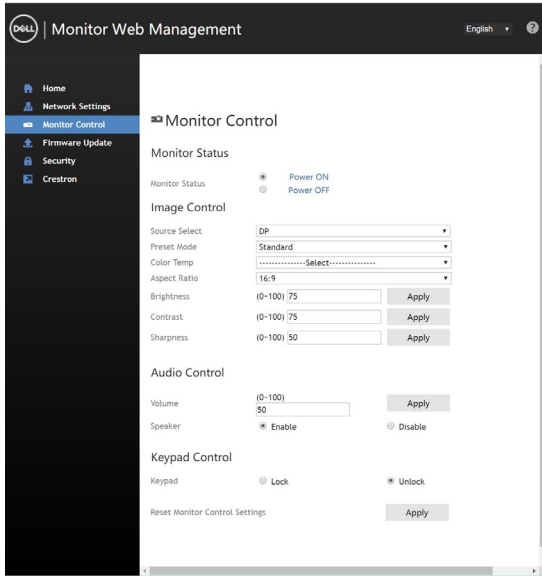 DELL | Monitor Web Management
English
?
Home
Network Settings
Monitor Control
Firmware Update
Security
Crestron
Monitor Control
Monitor Status
Monitor Status Power ON
Power OFF
Image Control
Source Select DP
Preset Mode Standard
Color Temp ---------------Select---------------
Aspect Ratio 16:9
Brightness (0~100) 75 Apply
Contrast (0~100) 75 Apply
Sharpness (0~100) 50 Apply
Audio Control
Volume (0~100) 50 Apply
Speaker Enable Disable
Keypad Control
Keypad Lock Unlock
Reset Monitor Control Settings Apply